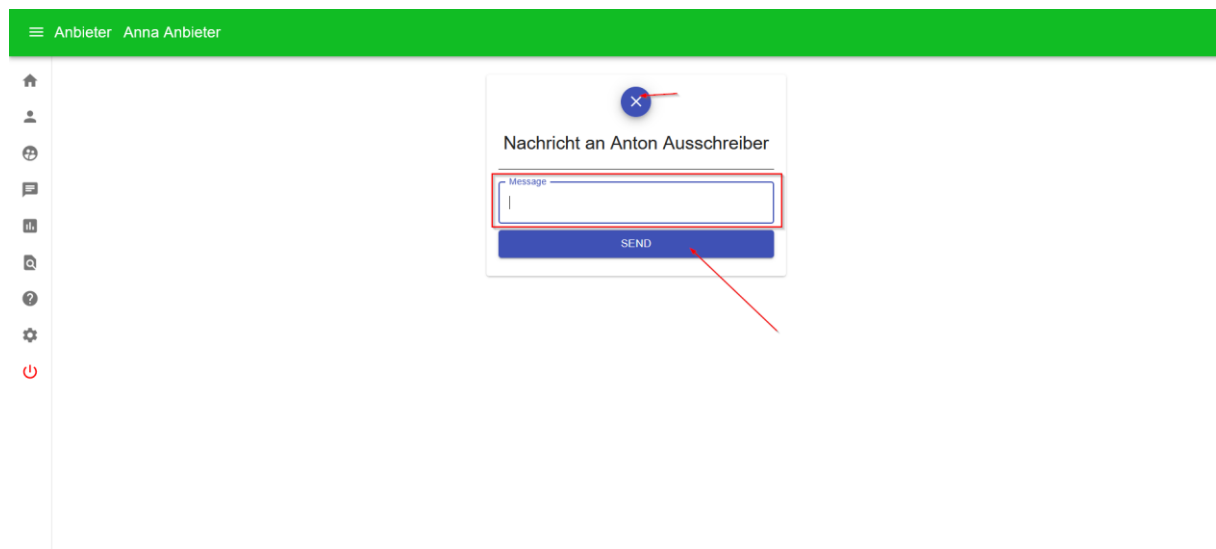 Anbieter Anna Anbieter
Nachricht an Anton Ausschreiber
Message
SEND